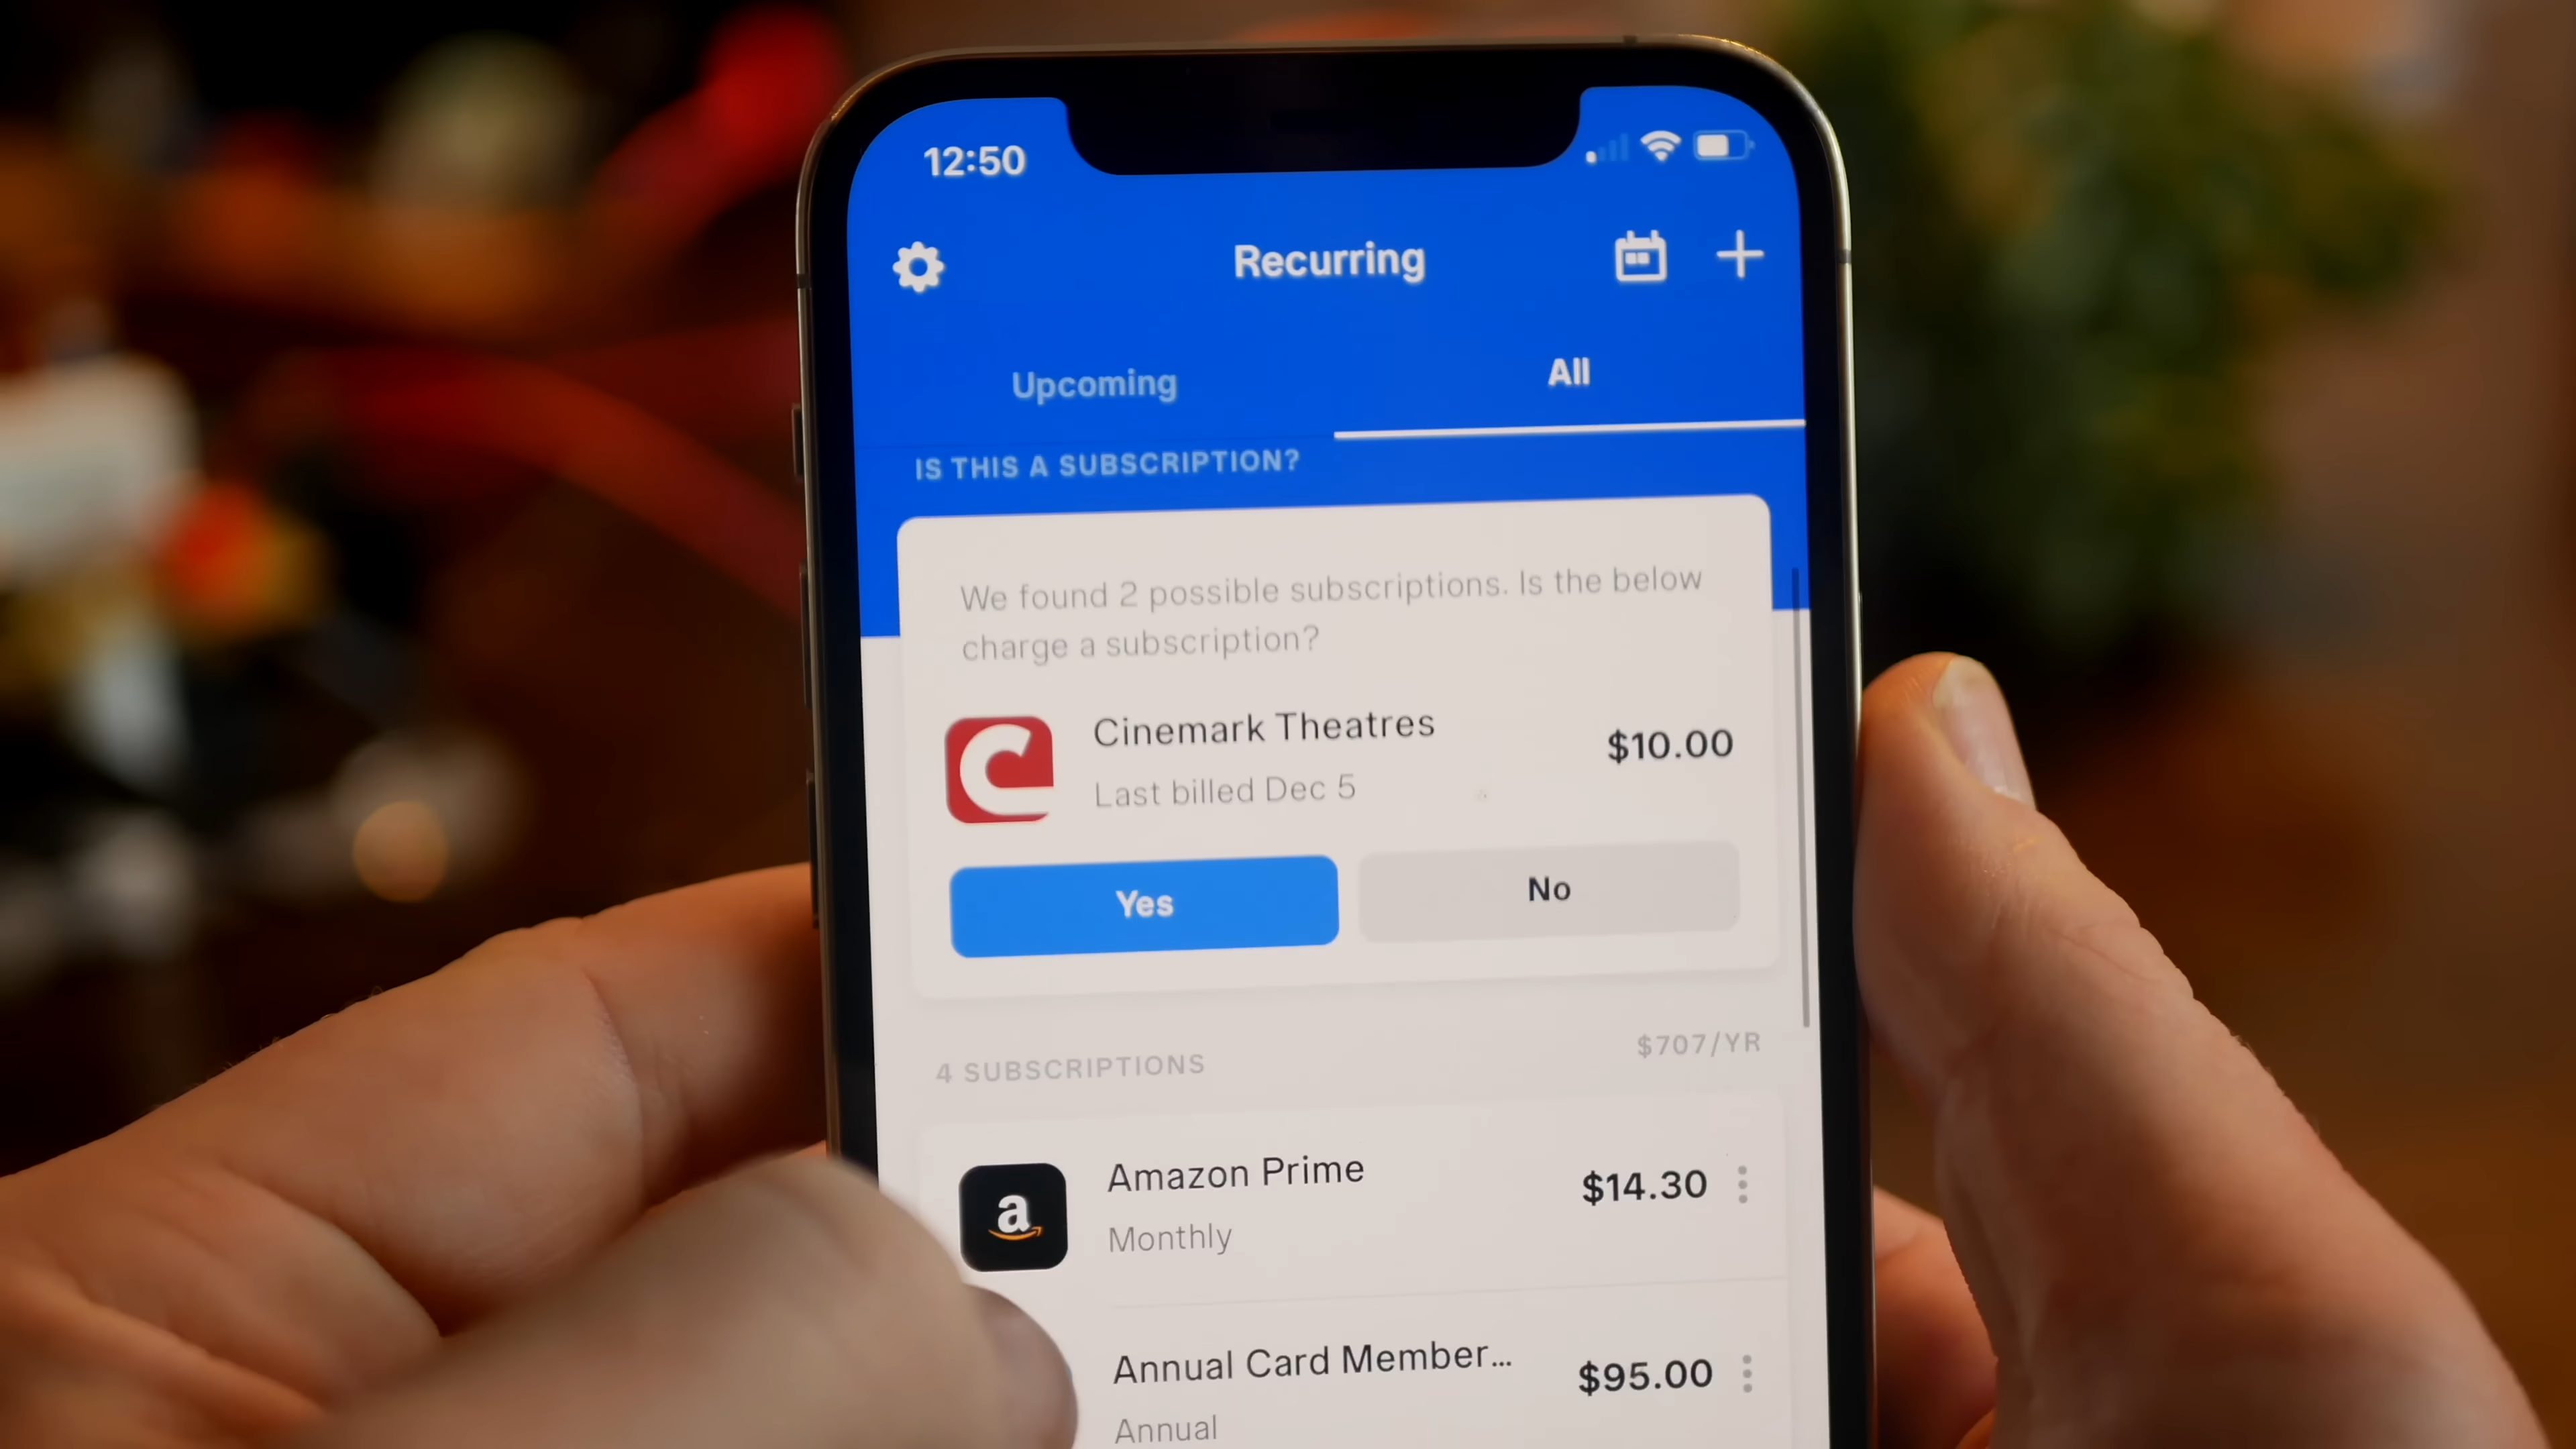 12:50
Recurring
Upcoming
All
IS THIS A SUBSCRIPTION?
We found 2 possible subscriptions. Is the below
charge a subscription?
Cinemark Theatres
$10.00
Last billed Dec 5
Yes
No
4 SUBSCRIPTIONS
$707/YR
a
Amazon Prime
$14.30
Monthly
Annual Card Member...
$95.00
Annual